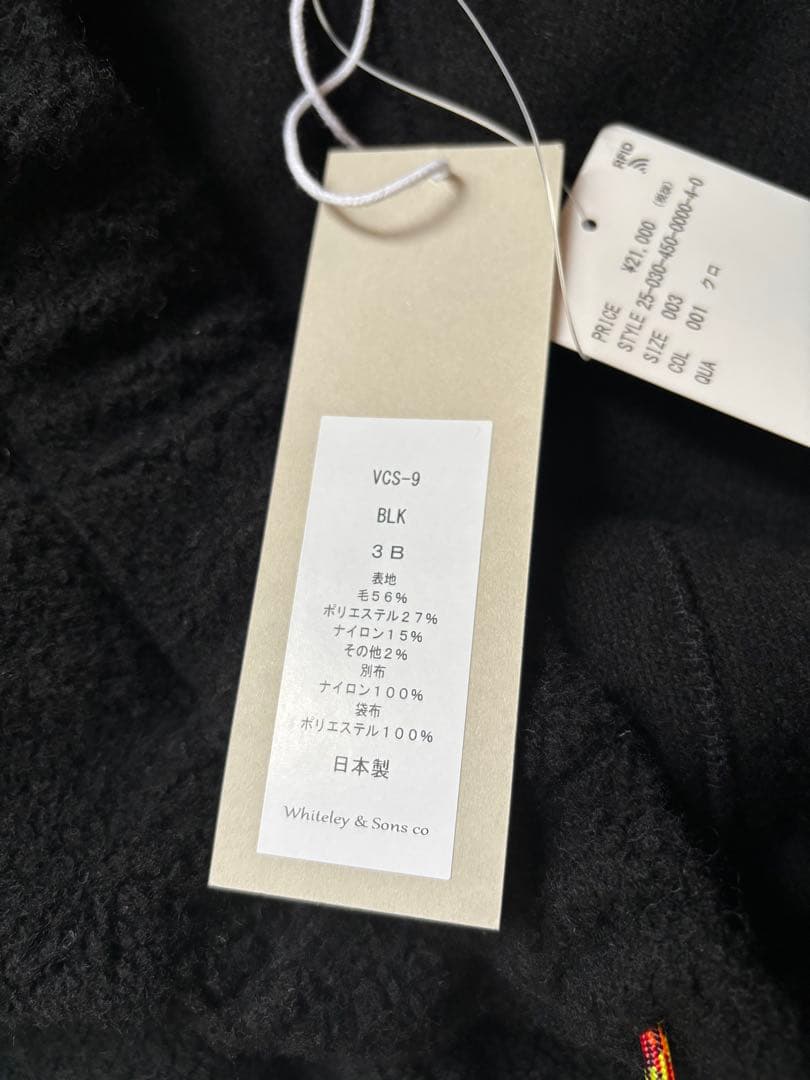 VCS-9
BLK
３Ｂ
表地
毛５６%
ポリエステル２７%
ナイロン１５%
その他２%
別布
ナイロン１００%
袋布
ポリエステル１００%
日本製
Whiteley & Sons co
RFID
PRICE ¥21,000 (税抜)
STYLE 25-030-450-0000-4-0
SIZE 003
COL 001 クロ
QUA